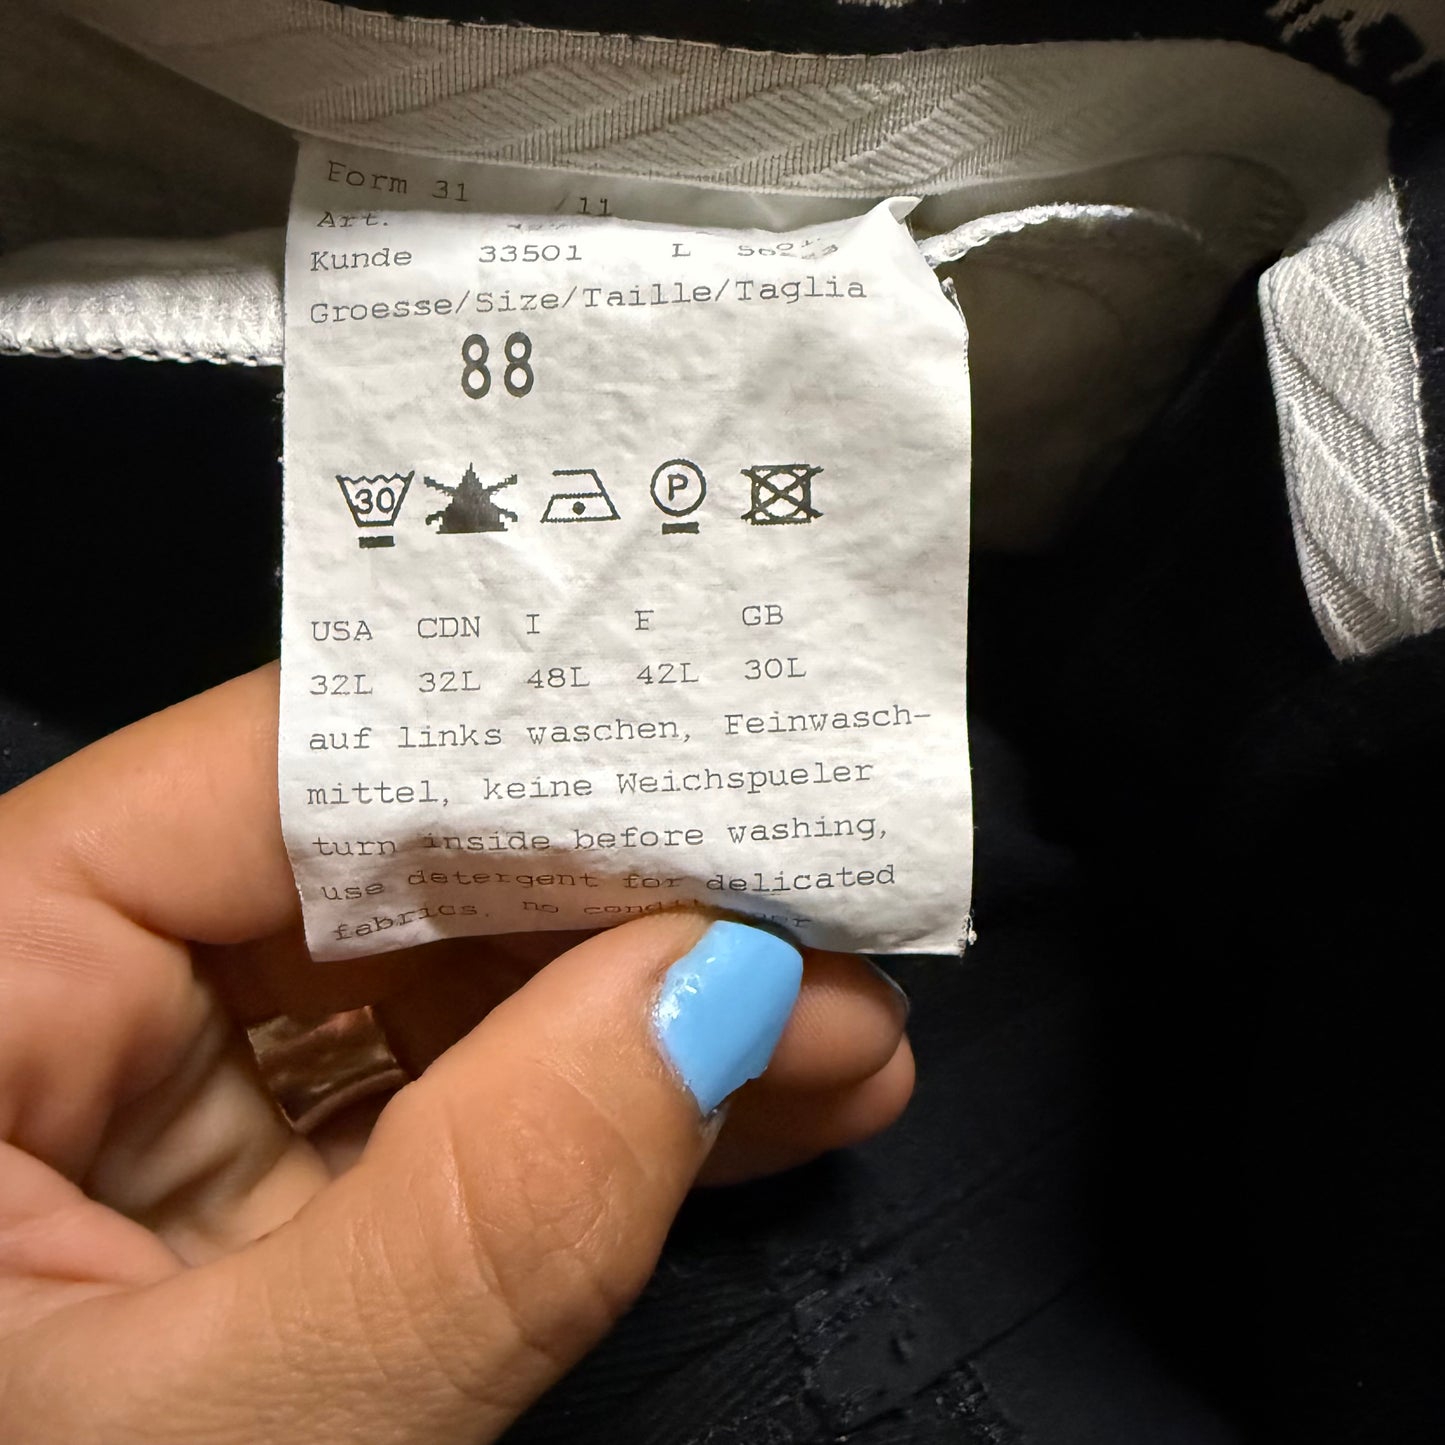 Form 31 /11
Art.
Kunde 33501 L
Groesse/Size/Taille/Taglia
88
30 P
USA CDN I E GB
32L 32L 48L 42L 30L
auf links waschen, Feinwasch-
mittel, keine Weichspueler
turn inside before washing,
use detergent for delicated
fabrics, no